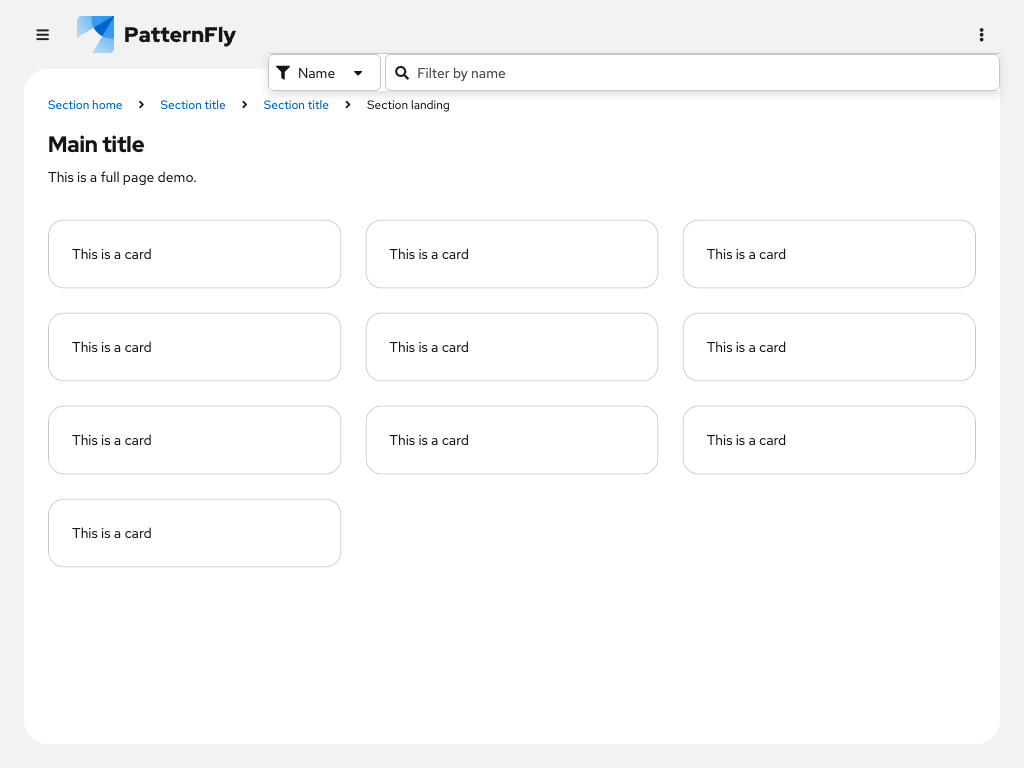 PatternFly
Name
Filter by name
Section home
Section title
Section title
Section landing
Main title
This is a full page demo.
This is a card
This is a card
This is a card
This is a card
This is a card
This is a card
This is a card
This is a card
This is a card
This is a card